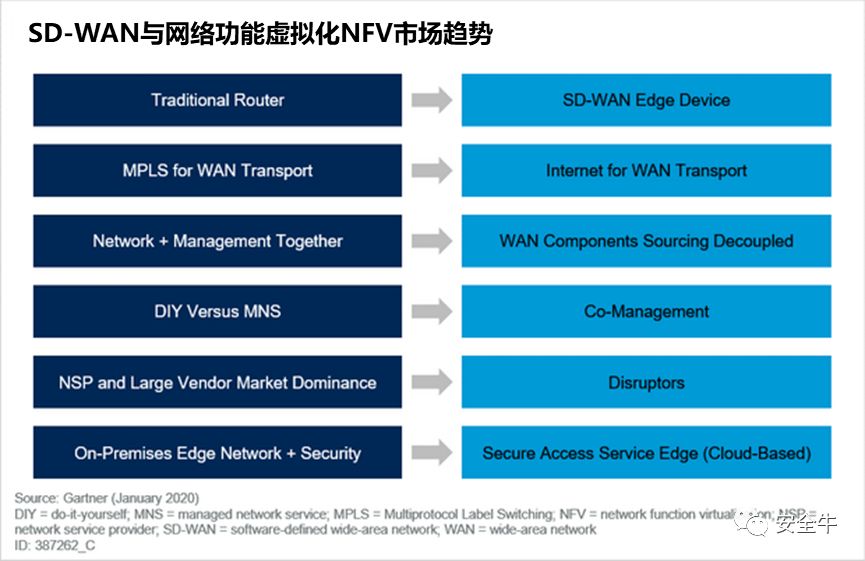 SD-WAN与网络功能虚拟化NFV市场趋势
Traditional Router
SD-WAN Edge Device
MPLS for WAN Transport
Internet for WAN Transport
Network + Management Together
WAN Components Sourcing Decoupled
DIY Versus MNS
Co-Management
NSP and Large Vendor Market Dominance
Disruptors
On-Premises Edge Network + Security
Secure Access Service Edge (Cloud-Based)
Source: Gartner (January 2020)
DIY = do-it-yourself; MNS = managed network service; MPLS = Multiprotocol Label Switching; NFV = network function =
network service provider; SD-WAN = software-defined wide-area network; WAN = wide-area network
ID: 387262_C
安全牛